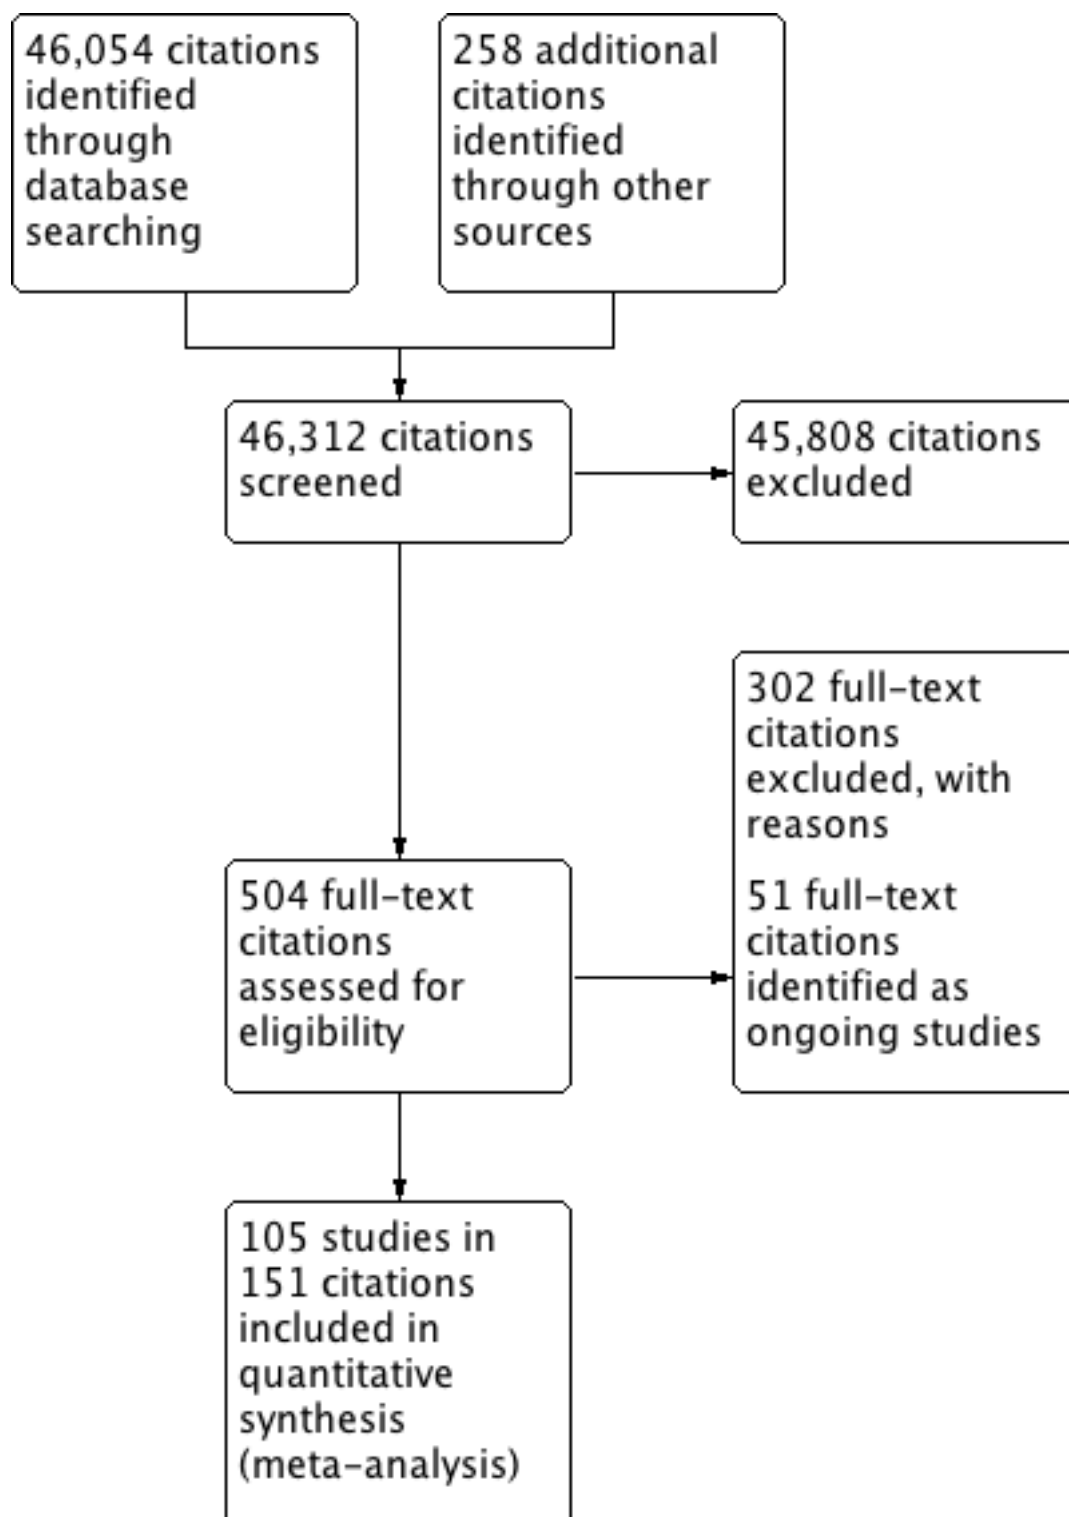 46,054 citations
identified
through
database
searching
258 additional
citations
identified
through other
sources
46,312 citations
screened
45,808 citations
excluded
302 full-text
citations
excluded, with
reasons
51 full-text
citations
identified as
ongoing studies
504 full-text
citations
assessed for
eligibility
105 studies in
151 citations
included in
quantitative
synthesis
(meta-analysis)